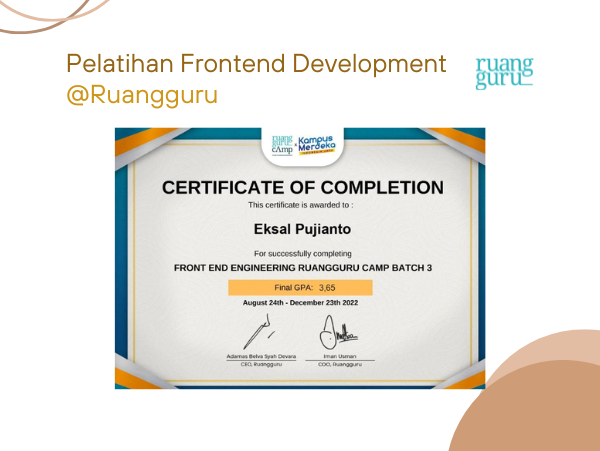 Pelatihan Frontend Development
@Ruangguru
ruang
guru
ruang
guru
cAmp
x
Kampus
Merdeka
CERTIFICATE OF COMPLETION
This certificate is awarded to :
Eksal Pujianto
For successfully completing
FRONT END ENGINEERING RUANGGURU CAMP BATCH 3
Final GPA: 3,65
August 24th - December 23th 2022
Adamas Belva Syah Devara
CEO, Ruangguru
Iman Usman
COO, Ruangguru